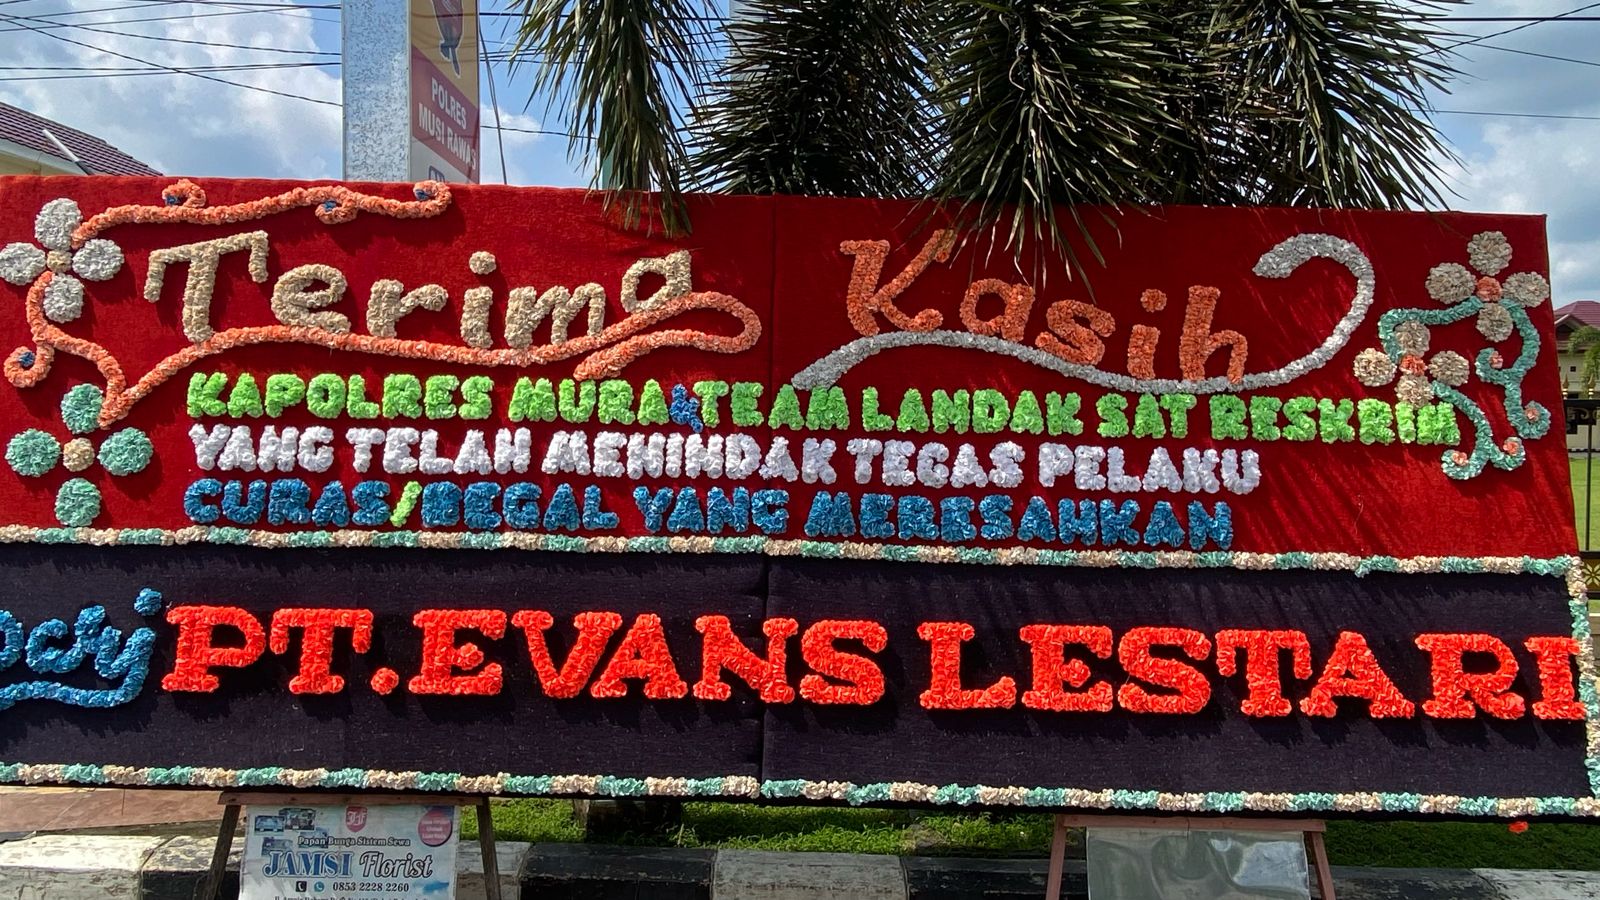 POLRES
MUSI RAWAS
Terima Kasih
KAPOLRES MURA & TEAM LANDAK SAT RESKRIM
YANG TELAH MENINDAK TEGAS PELAKU
CURAS/BEGAL YANG MERESAHKAN
PT. EVANS LESTARI
Papan Bunga Sistem Sewa
JAMSI Florist
0853 2228 2260